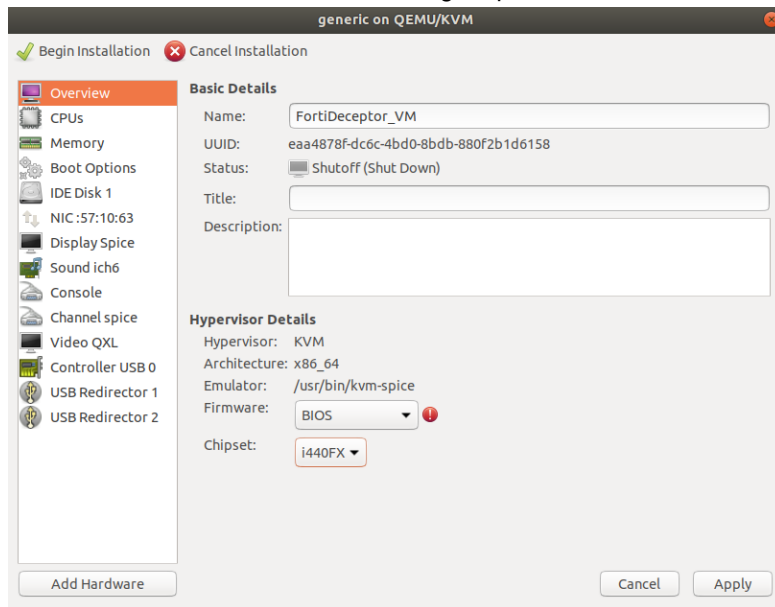 generic on QEMU/KVM
Begin Installation
Cancel Installation
Overview
CPUs
Memory
Boot Options
IDE Disk 1
NIC :57:10:63
Display Spice
Sound ich6
Console
Channel spice
Video QXL
Controller USB 0
USB Redirector 1
USB Redirector 2
Add Hardware
Basic Details
Name: FortiDeceptor_VM
UUID: eaa4878f-dc6c-4bd0-8bdb-880f2b1d6158
Status: Shutoff (Shut Down)
Title:
Description:
Hypervisor Details
Hypervisor: KVM
Architecture: x86_64
Emulator: /usr/bin/kvm-spice
Firmware: BIOS
Chipset: i440FX
Cancel
Apply